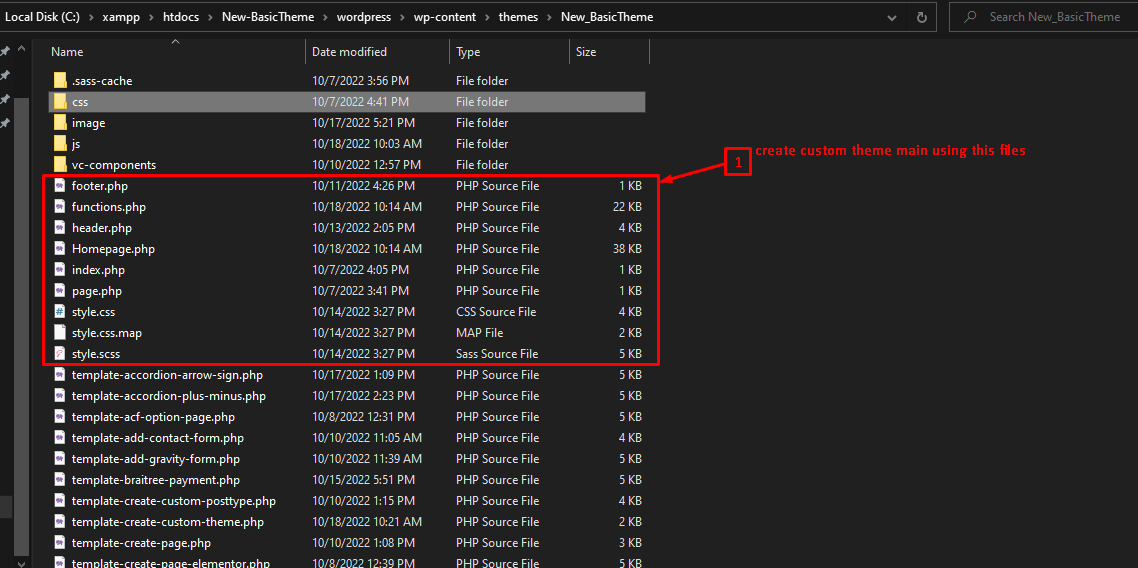 Local Disk (C:) › xampp › htdocs › New-BasicTheme › wordpress › wp-content › themes › New_BasicTheme
Search New_BasicTheme
Name Date modified Type Size
.sass-cache 10/7/2022 3:56 PM File folder
css 10/7/2022 4:41 PM File folder
image 10/17/2022 5:21 PM File folder
js 10/18/2022 10:03 AM File folder
vc-components 10/10/2022 12:57 PM File folder
1 create custom theme main using this files
footer.php 10/11/2022 4:26 PM PHP Source File 1 KB
functions.php 10/18/2022 10:14 AM PHP Source File 22 KB
header.php 10/13/2022 2:05 PM PHP Source File 4 KB
Homepage.php 10/18/2022 10:14 AM PHP Source File 38 KB
index.php 10/7/2022 4:05 PM PHP Source File 1 KB
page.php 10/7/2022 3:41 PM PHP Source File 1 KB
style.css 10/14/2022 3:27 PM CSS Source File 4 KB
style.css.map 10/14/2022 3:27 PM MAP File 2 KB
style.scss 10/14/2022 3:27 PM Sass Source File 5 KB
template-accordion-arrow-sign.php 10/17/2022 1:09 PM PHP Source File 5 KB
template-accordion-plus-minus.php 10/17/2022 2:23 PM PHP Source File 5 KB
template-acf-option-page.php 10/8/2022 12:31 PM PHP Source File 5 KB
template-add-contact-form.php 10/10/2022 11:05 AM PHP Source File 4 KB
template-add-gravity-form.php 10/10/2022 11:39 AM PHP Source File 5 KB
template-braitree-payment.php 10/15/2022 5:51 PM PHP Source File 5 KB
template-create-custom-posttype.php 10/10/2022 1:15 PM PHP Source File 4 KB
template-create-custom-theme.php 10/18/2022 10:21 AM PHP Source File 2 KB
template-create-page.php 10/10/2022 1:08 PM PHP Source File 3 KB
template-create-page-elementor.php 10/8/2022 12:39 PM PHP Source File 5 KB